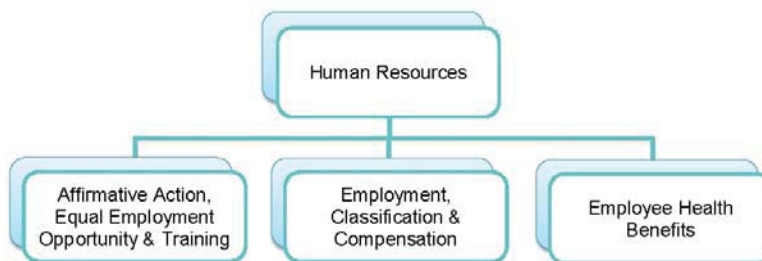 Human Resources
Affirmative Action,
Equal Employment
Opportunity & Training
Employment,
Classification &
Compensation
Employee Health
Benefits